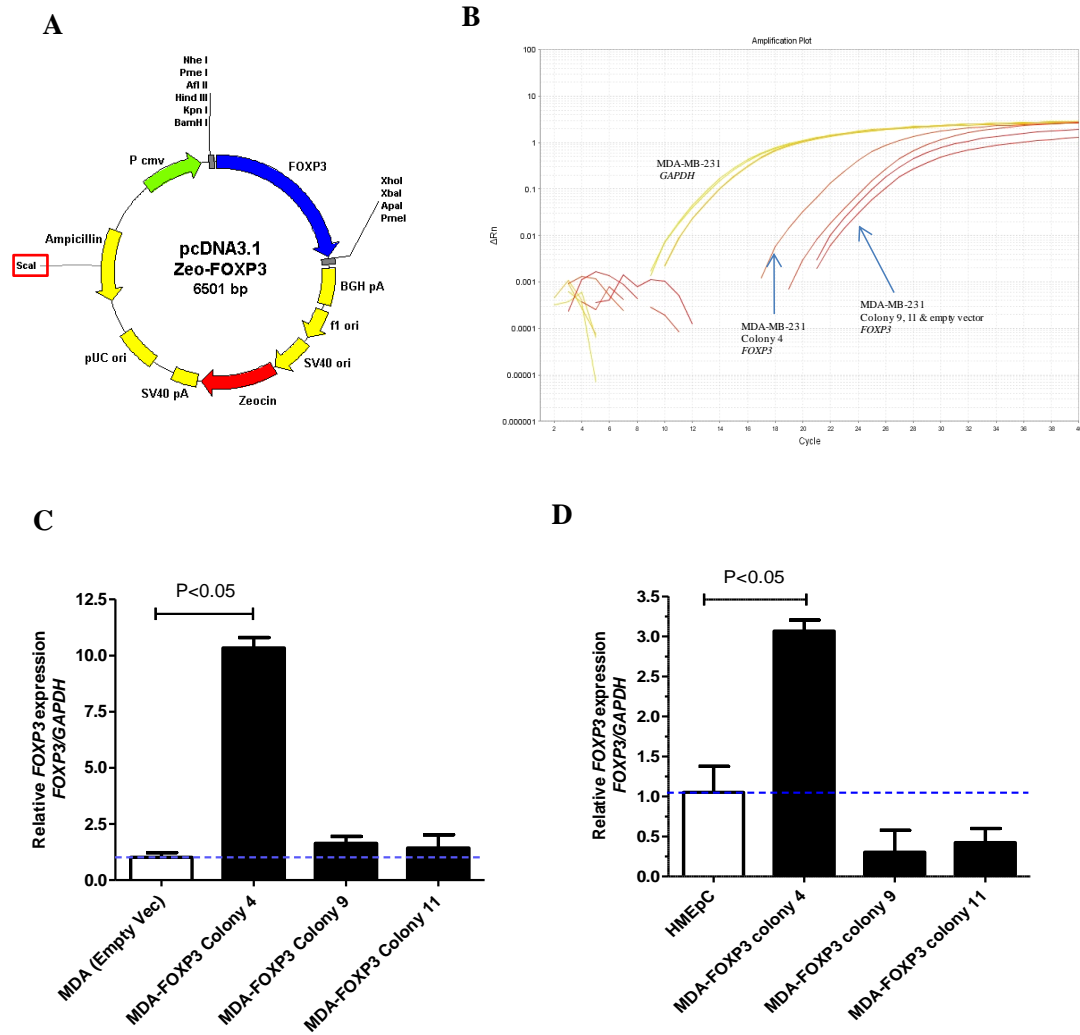 A
Nhe I
Pme I
Afl II
Hind III
Kpn I
BamH I
P cmv
FOXP3
XhoI
XbaI
ApaI
PmeI
Ampicillin
ScaI
pcDNA3.1
Zeo-FOXP3
6501 bp
BGH pA
f1 ori
SV40 ori
pUC ori
SV40 pA
Zeocin
B
Amplification Plot
100
10
1
0.1
0.01
0.001
0.0001
0.00001
0.000001
ΔRn
MDA-MB-231
GAPDH
MDA-MB-231
Colony 4
FOXP3
MDA-MB-231
Colony 9, 11 & empty vector
FOXP3
2 4 6 8 10 12 14 16 18 20 22 24 26 28 30 32 34 36 38 40
Cycle
C
P<0.05
Relative FOXP3 expression
FOXP3/GAPDH
12.5
10.0
7.5
5.0
2.5
0.0
MDA (Empty Vec)
MDA-FOXP3 Colony 4
MDA-FOXP3 Colony 9
MDA-FOXP3 Colony 11
D
P<0.05
Relative FOXP3 expression
FOXP3/GAPDH
3.5
3.0
2.5
2.0
1.5
1.0
0.5
0.0
HMEpC
MDA-FOXP3 colony 4
MDA-FOXP3 colony 9
MDA-FOXP3 colony 11